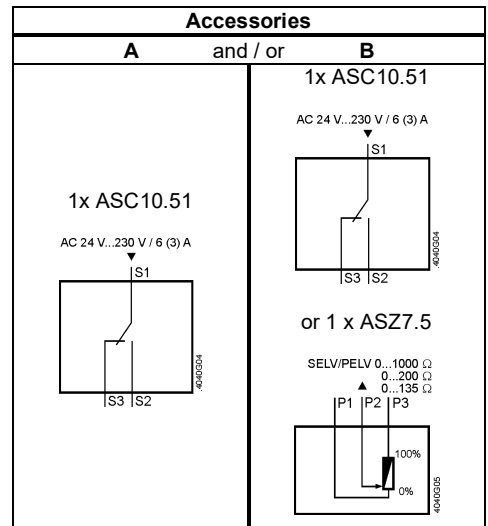 Accessories
A and / or B
1x ASC10.51
AC 24 V...230 V / 6 (3) A
S1
S3 S2
4040G04
1x ASC10.51
AC 24 V...230 V / 6 (3) A
S1
S3 S2
4040G04
or 1 x ASZ7.5
SELV/PELV 0...1000 Ω
0...200 Ω
0...135 Ω
P1 P2 P3
100%
0%
4040G05